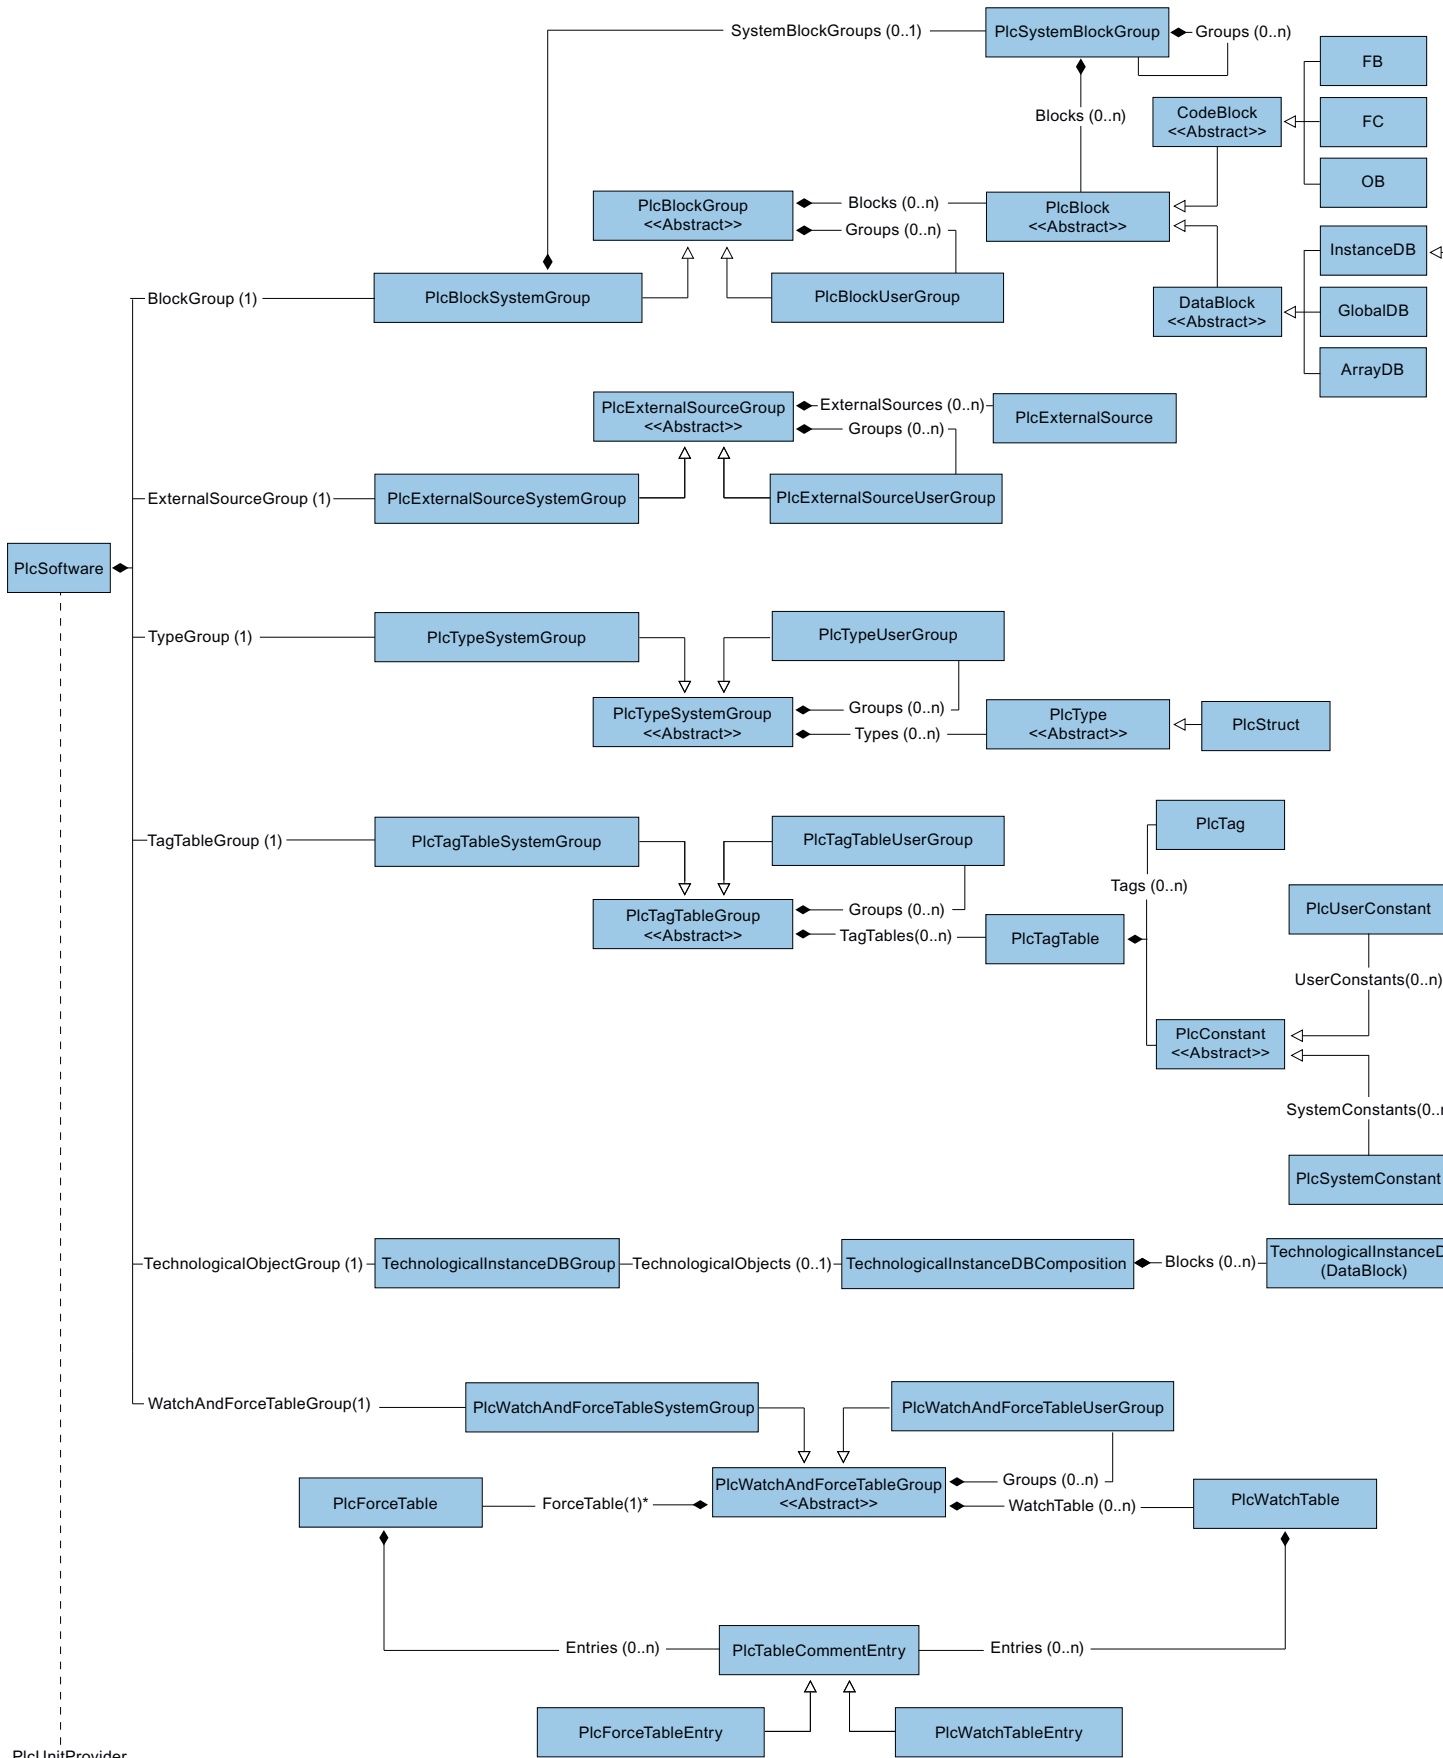 SystemBlockGroups (0..1)
PlcSystemBlockGroup
Groups (0..n)
FB
Blocks (0..n)
CodeBlock
<<Abstract>>
FC
OB
PlcBlockGroup
<<Abstract>>
Blocks (0..n)
Groups (0..n)
PlcBlock
<<Abstract>>
InstanceDB
BlockGroup (1)
PlcBlockSystemGroup
PlcBlockUserGroup
DataBlock
<<Abstract>>
GlobalDB
ArrayDB
PlcExternalSourceGroup
<<Abstract>>
ExternalSources (0..n)
Groups (0..n)
PlcExternalSource
ExternalSourceGroup (1)
PlcExternalSourceSystemGroup
PlcExternalSourceUserGroup
PlcSoftware
TypeGroup (1)
PlcTypeSystemGroup
PlcTypeUserGroup
PlcTypeSystemGroup
<<Abstract>>
Groups (0..n)
Types (0..n)
PlcType
<<Abstract>>
PlcStruct
TagTableGroup (1)
PlcTagTableSystemGroup
PlcTagTableUserGroup
PlcTag
Tags (0..n)
PlcTagTableGroup
<<Abstract>>
Groups (0..n)
TagTables(0..n)
PlcTagTable
PlcUserConstant
UserConstants(0..n)
PlcConstant
<<Abstract>>
SystemConstants(0..n
PlcSystemConstant
TechnologicalObjectGroup (1)
TechnologicalInstanceDBGroup
TechnologicalObjects (0..1)
TechnologicalInstanceDBComposition
Blocks (0..n)
TechnologicalInstanceD
(DataBlock)
WatchAndForceTableGroup(1)
PlcWatchAndForceTableSystemGroup
PlcWatchAndForceTableUserGroup
PlcForceTable
ForceTable(1)*
PlcWatchAndForceTableGroup
<<Abstract>>
Groups (0..n)
WatchTable (0..n)
PlcWatchTable
Entries (0..n)
PlcTableCommentEntry
Entries (0..n)
PlcForceTableEntry
PlcWatchTableEntry
PlcUnitProvider